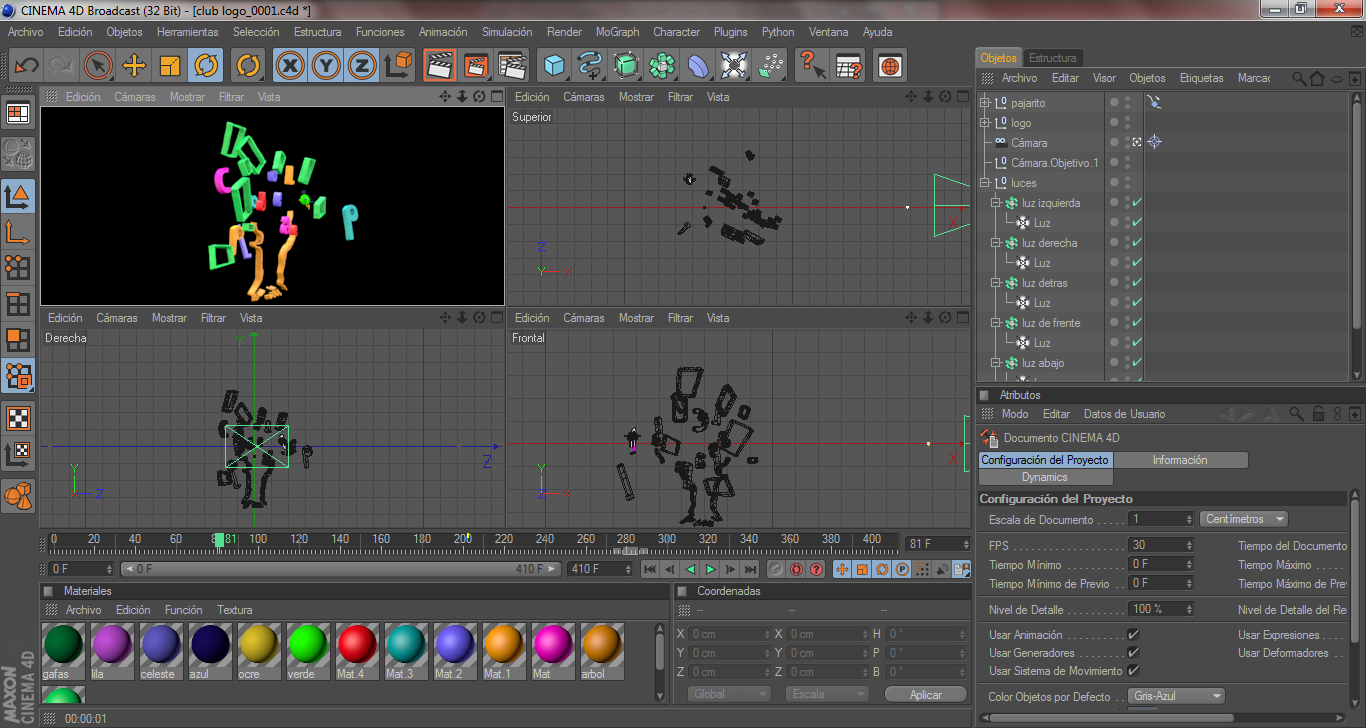 CINEMA 4D Broadcast (32 Bit) - [club logo_0001.c4d *]
Archivo Edición Objetos Herramientas Selección Estructura Funciones Animación Simulación Render MoGraph Character Plugins Python Ventana Ayuda
Objetos Estructura
Archivo Editar Visor Objetos Etiquetas Marcac
Edición Cámaras Mostrar Filtrar Vista
Edición Cámaras Mostrar Filtrar Vista
Superior
pajarito
logo
Cámara
Cámara.Objetivo.1
luces
luz izquierda
Luz
luz derecha
Luz
luz detras
Luz
luz de frente
Luz
luz abajo
Edición Cámaras Mostrar Filtrar Vista
Derecha
Edición Cámaras Mostrar Filtrar Vista
Frontal
Atributos
Modo Editar Datos de Usuario
Documento CINEMA 4D
Configuración del Proyecto Información
Dynamics
Configuración del Proyecto
Escala de Documento ..... 1 Centímetros
FPS 30 Tiempo del Documento
Tiempo Mínimo 0 F Tiempo Máximo
Tiempo Mínimo de Previo 0 F Tiempo Máximo de Pre
Nivel de Detalle 100 % Nivel de Detalle del Re
Usar Animación Usar Expresiones
Usar Generadores Usar Deformadores
Usar Sistema de Movimiento
Color Objetos por Defecto Gris-Azul
0 20 40 60 81 100 120 140 160 180 200 220 240 260 280 300 320 340 360 380 400 81 F
0 F 0 F 410 F 410 F
Materiales
Archivo Edición Función Textura
gafas lila celeste azul ocre verde Mat.4 Mat.3 Mat.2 Mat.1 Mat arbol
Coordenadas
-- -- --
X 0 cm X 0 cm H 0 °
Y 0 cm Y 0 cm P 0 °
Z 0 cm Z 0 cm B 0 °
Global Escala Aplicar
MAXON CINEMA 4D
00:00:01